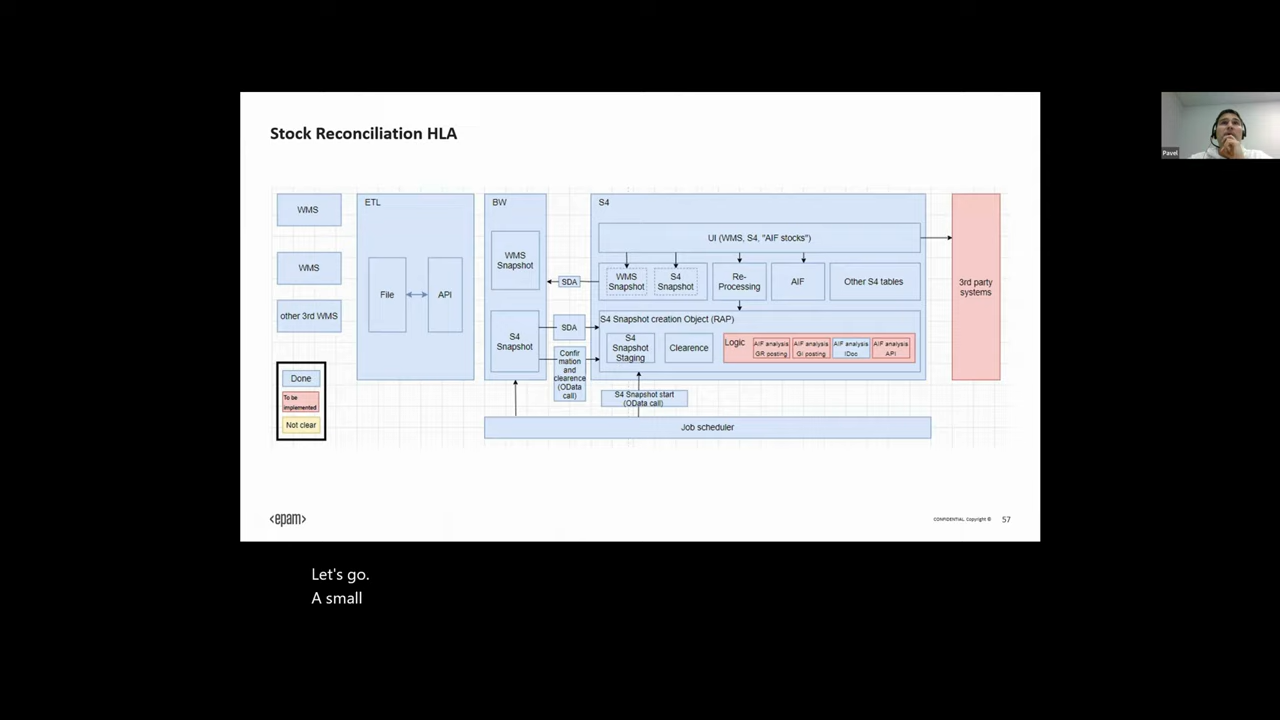 Stock Reconciliation HLA
WMS
WMS
other 3rd WMS
ETL
File
API
BW
WMS
Snapshot
S4
Snapshot
SDA
SDA
Confir
mation
and
clearence
(OData
call)
S4
UI (WMS, S4, "AIF stocks")
WMS
Snapshot
S4
Snapshot
Re-
Processing
AIF
Other S4 tables
S4 Snapshot creation Object (RAP)
S4
Snapshot
Staging
Clearence
Logic
AIF analysis
GR posting
AIF analysis
GI posting
AIF analysis
IDoc
AIF analysis
API
S4 Snapshot start
(OData call)
Job scheduler
3rd party
systems
Done
To be
implemented
Not clear
<epam>
CONFIDENTIAL. Copyright ©
57
Pavel
Let's go.
A small